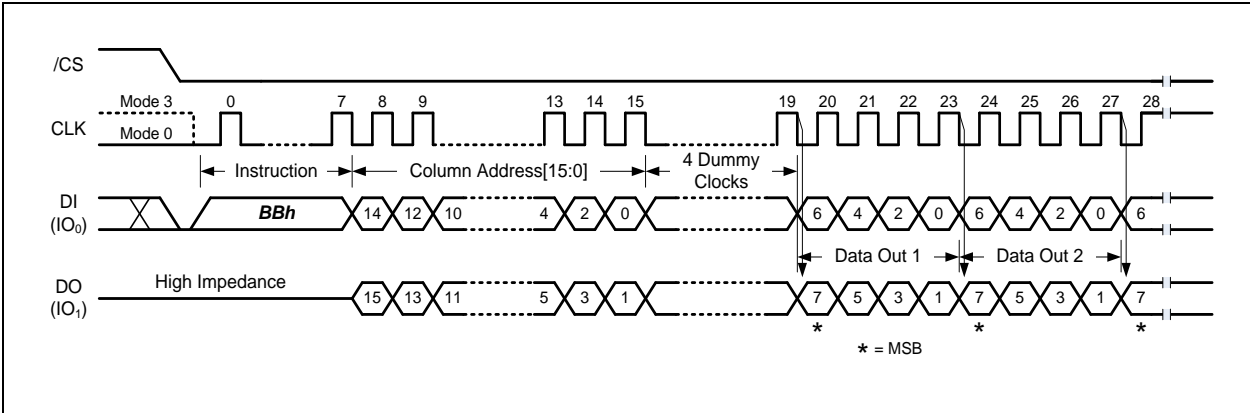 /CS
Mode 3 0 7 8 9 13 14 15 19 20 21 22 23 24 25 26 27 28
CLK Mode 0
Instruction Column Address[15:0] 4 Dummy
Clocks
DI
(IO₀) BBh 14 12 10 4 2 0 6 4 2 0 6 4 2 0 6
Data Out 1 Data Out 2
High Impedance
DO
(IO₁) 15 13 11 5 3 1 7 5 3 1 7 5 3 1 7
* * *
* = MSB